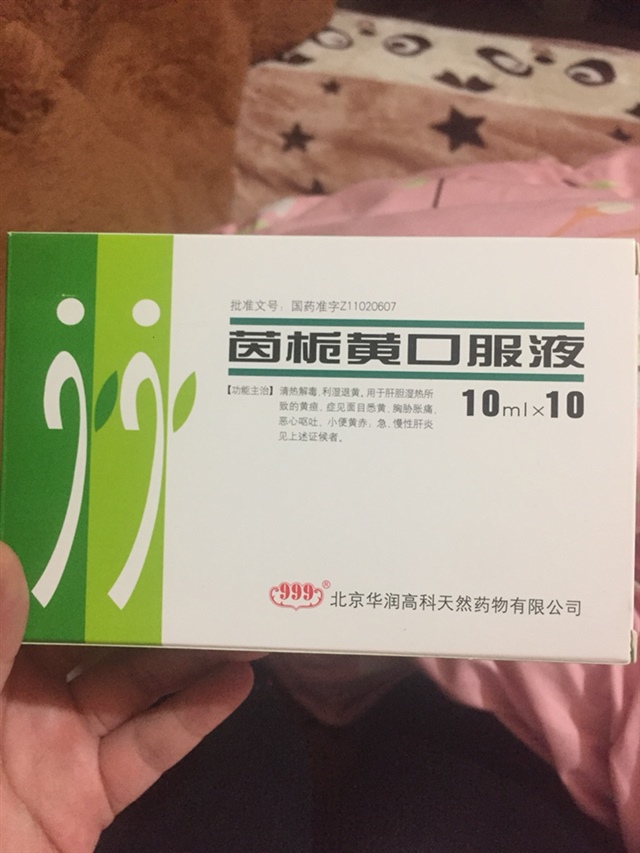 批准文号：国药准字Z11020607
茵栀黄口服液
【功能主治】清热解毒、利湿退黄。用于肝胆湿热所
致的黄疸，症见面目悉黄、胸胁胀痛、
恶心呕吐、小便黄赤；急、慢性肝炎
见上述证候者。
10ml×10
999® 北京华润高科天然药物有限公司